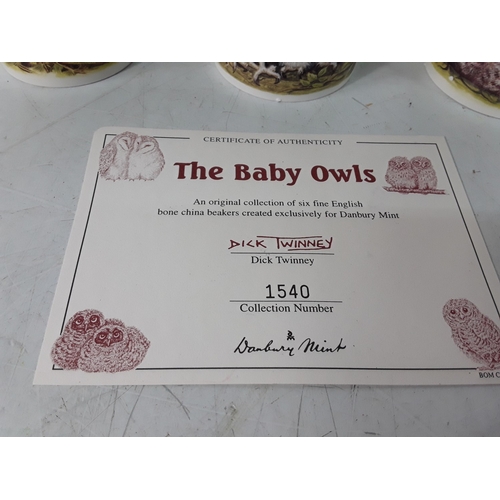 CERTIFICATE OF AUTHENTICITY
The Baby Owls
An original collection of six fine English
bone china beakers created exclusively for Danbury Mint
DICK TWINNEY
Dick Twinney
1540
Collection Number
Danbury Mint
BOM C